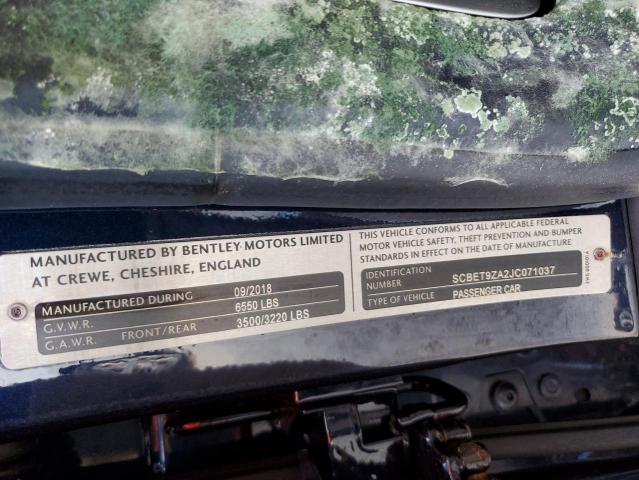 MANUFACTURED BY BENTLEY MOTORS LIMITED
AT CREWE, CHESHIRE, ENGLAND
MANUFACTURED DURING 09/2018
G.V.W.R. 6550 LBS
G.A.W.R. FRONT/REAR 3500/3220 LBS
THIS VEHICLE CONFORMS TO ALL APPLICABLE FEDERAL
MOTOR VEHICLE SAFETY, THEFT PREVENTION AND BUMPER
STANDARDS IN EFFECT ON THE DATE OF MANUFACTURE
IDENTIFICATION
NUMBER SCBET9ZA2JC071037
TYPE OF VEHICLE PASSENGER CAR